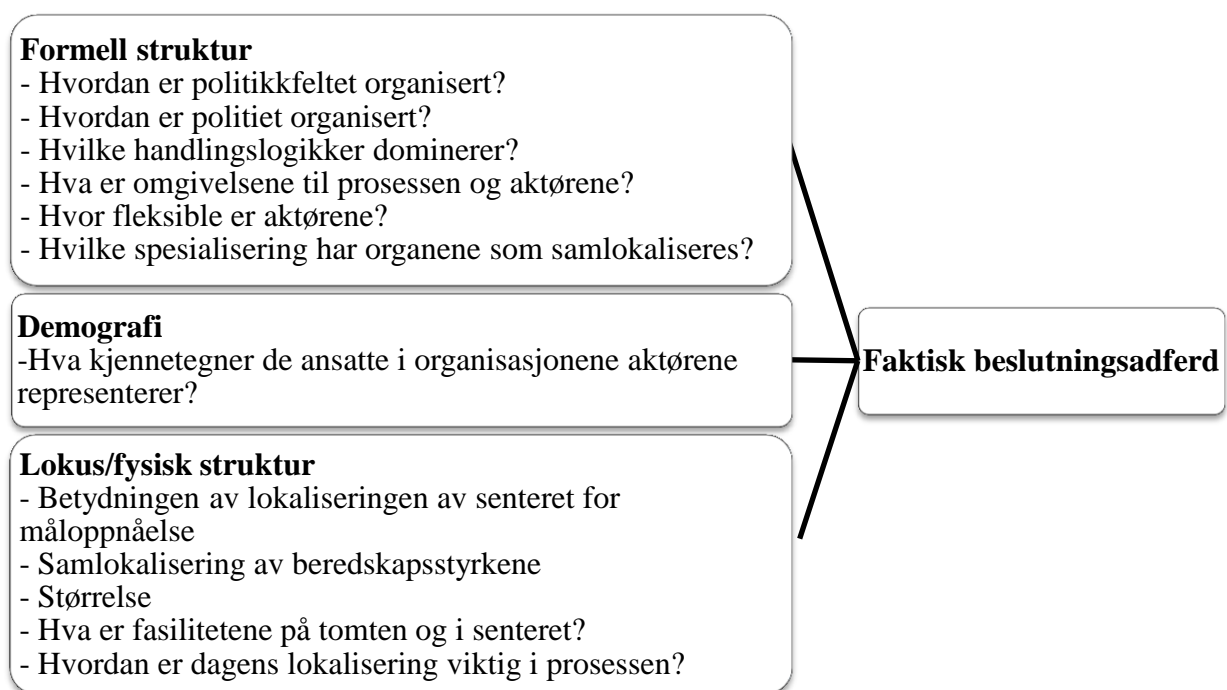 Formell struktur
- Hvordan er politikkfeltet organisert?
- Hvordan er politiet organisert?
- Hvilke handlingslogikker dominerer?
- Hva er omgivelsene til prosessen og aktørene?
- Hvor fleksible er aktørene?
- Hvilke spesialisering har organene som samlokaliseres?
Demografi
-Hva kjennetegner de ansatte i organisasjonene aktørene
representerer?
Faktisk beslutningsadferd
Lokus/fysisk struktur
- Betydningen av lokaliseringen av senteret for
måloppnåelse
- Samlokalisering av beredskapsstyrkene
- Størrelse
- Hva er fasilitetene på tomten og i senteret?
- Hvordan er dagens lokalisering viktig i prosessen?